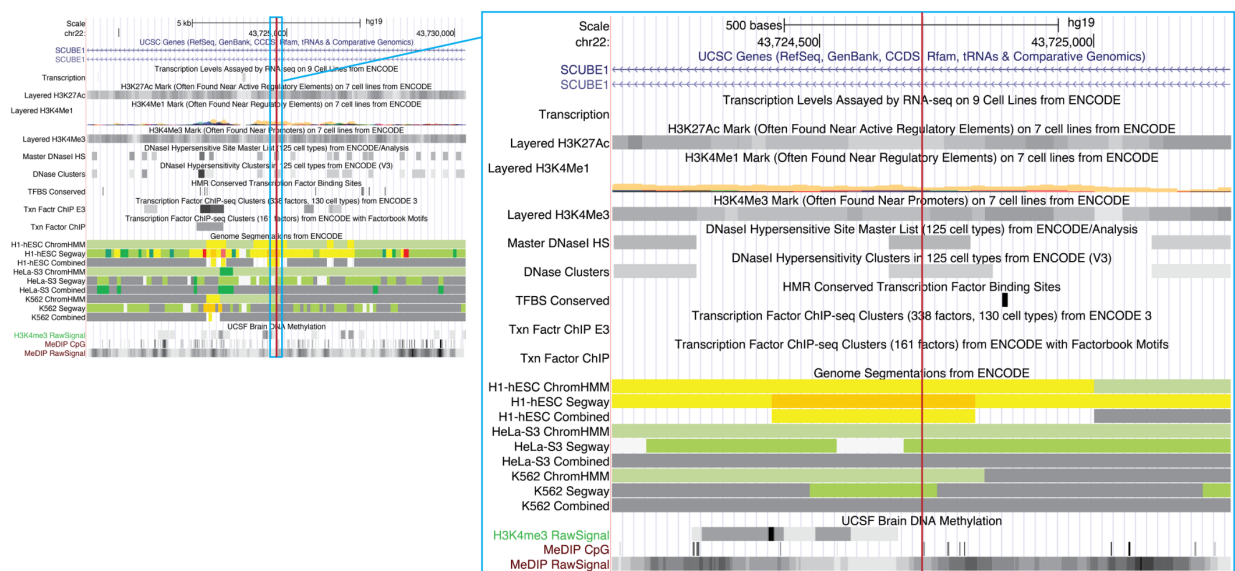 Scale
5 kb
hg19
chr22:
43,725,000
43,730,000
UCSC Genes (RefSeq, GenBank, CCDS, Rfam, tRNAs & Comparative Genomics)
SCUBE1
SCUBE1
Transcription Levels Assayed by RNA-seq on 9 Cell Lines from ENCODE
Transcription
H3K27Ac Mark (Often Found Near Active Regulatory Elements) on 7 cell lines from ENCODE
Layered H3K27Ac
H3K4Me1 Mark (Often Found Near Regulatory Elements) on 7 cell lines from ENCODE
Layered H3K4Me1
H3K4Me3 Mark (Often Found Near Promoters) on 7 cell lines from ENCODE
Layered H3K4Me3
DNaseI Hypersensitive Site Master List (125 cell types) from ENCODE/Analysis
Master DNaseI HS
DNaseI Hypersensitivity Clusters in 125 cell types from ENCODE (V3)
DNase Clusters
HMR Conserved Transcription Factor Binding Sites
TFBS Conserved
Transcription Factor ChIP-seq Clusters (338 factors, 130 cell types) from ENCODE 3
Txn Factr ChIP E3
Transcription Factor ChIP-seq Clusters (161 factors) from ENCODE with Factorbook Motifs
Txn Factor ChIP
Genome Segmentations from ENCODE
H1-hESC ChromHMM
H1-hESC Segway
H1-hESC Combined
HeLa-S3 ChromHMM
HeLa-S3 Segway
HeLa-S3 Combined
K562 ChromHMM
K562 Segway
K562 Combined
UCSF Brain DNA Methylation
H3K4me3 RawSignal
MeDIP CpG
MeDIP RawSignal
Scale
500 bases
hg19
chr22:
43,724,500
43,725,000
UCSC Genes (RefSeq, GenBank, CCDS, Rfam, tRNAs & Comparative Genomics)
SCUBE1
SCUBE1
Transcription Levels Assayed by RNA-seq on 9 Cell Lines from ENCODE
Transcription
H3K27Ac Mark (Often Found Near Active Regulatory Elements) on 7 cell lines from ENCODE
Layered H3K27Ac
H3K4Me1 Mark (Often Found Near Regulatory Elements) on 7 cell lines from ENCODE
Layered H3K4Me1
H3K4Me3 Mark (Often Found Near Promoters) on 7 cell lines from ENCODE
Layered H3K4Me3
DNaseI Hypersensitive Site Master List (125 cell types) from ENCODE/Analysis
Master DNaseI HS
DNaseI Hypersensitivity Clusters in 125 cell types from ENCODE (V3)
DNase Clusters
HMR Conserved Transcription Factor Binding Sites
TFBS Conserved
Transcription Factor ChIP-seq Clusters (338 factors, 130 cell types) from ENCODE 3
Txn Factr ChIP E3
Transcription Factor ChIP-seq Clusters (161 factors) from ENCODE with Factorbook Motifs
Txn Factor ChIP
Genome Segmentations from ENCODE
H1-hESC ChromHMM
H1-hESC Segway
H1-hESC Combined
HeLa-S3 ChromHMM
HeLa-S3 Segway
HeLa-S3 Combined
K562 ChromHMM
K562 Segway
K562 Combined
UCSF Brain DNA Methylation
H3K4me3 RawSignal
MeDIP CpG
MeDIP RawSignal